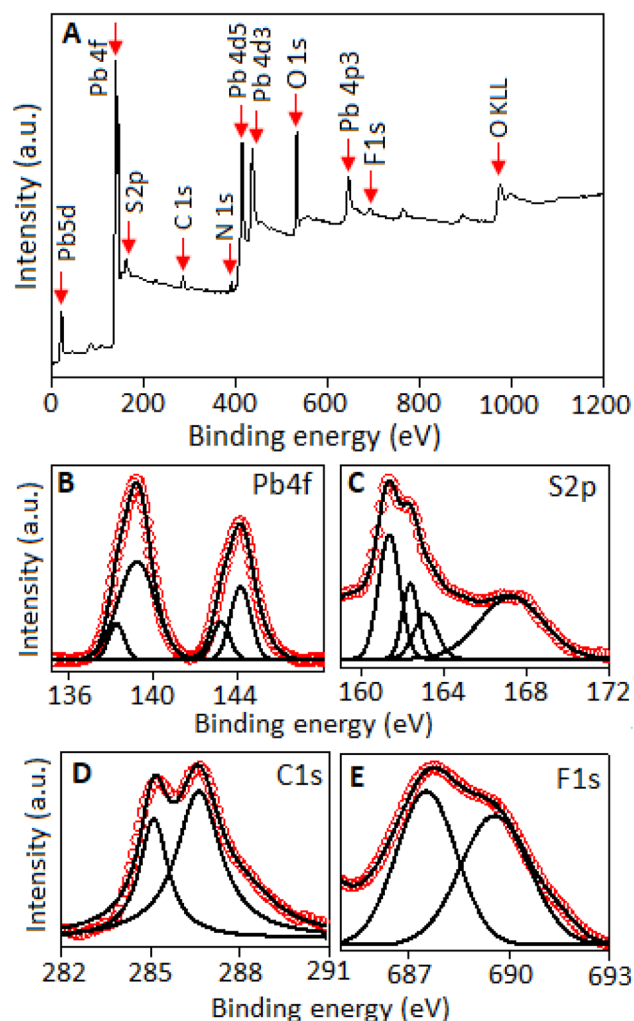 A
Intensity (a.u.)
Pb5d
Pb 4f
S2p
C 1s
N 1s
Pb 4d5
Pb 4d3
O 1s
Pb 4p3
F1s
O KLL
0 200 400 600 800 1000 1200
Binding energy (eV)
B Pb4f
C S2p
Intensity (a.u.)
136 140 144
160 164 168 172
Binding energy (eV)
D C1s
E F1s
Intensity (a.u.)
282 285 288 291
687 690 693
Binding energy (eV)